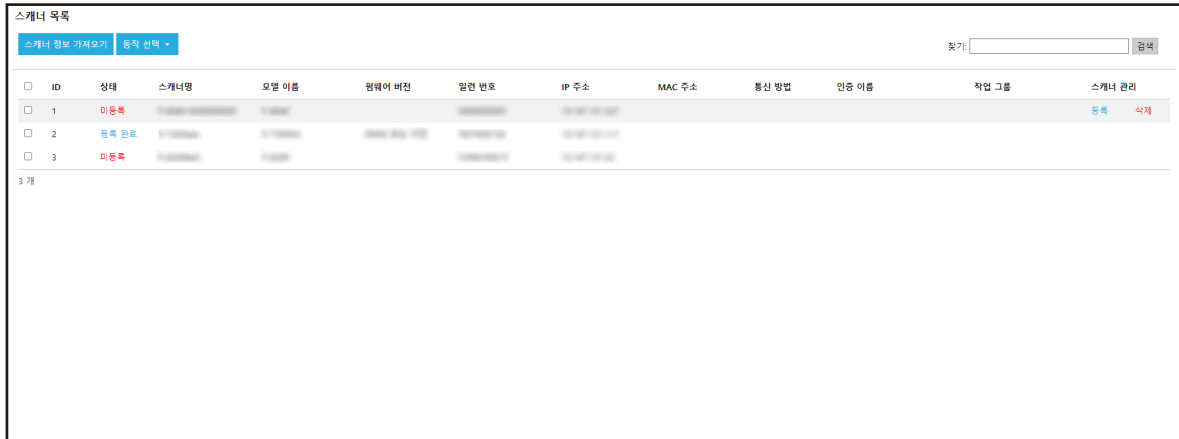 스캐너 목록
스캐너 정보 가져오기 동작 선택 찾기: 검색
ID 상태 스캐너명 모델 이름 펌웨어 버전 일련 번호 IP 주소 MAC 주소 통신 방법 인증 이름 작업 그룹 스캐너 관리
1 미등록 등록 삭제
2 등록 완료
3 미등록
3 개